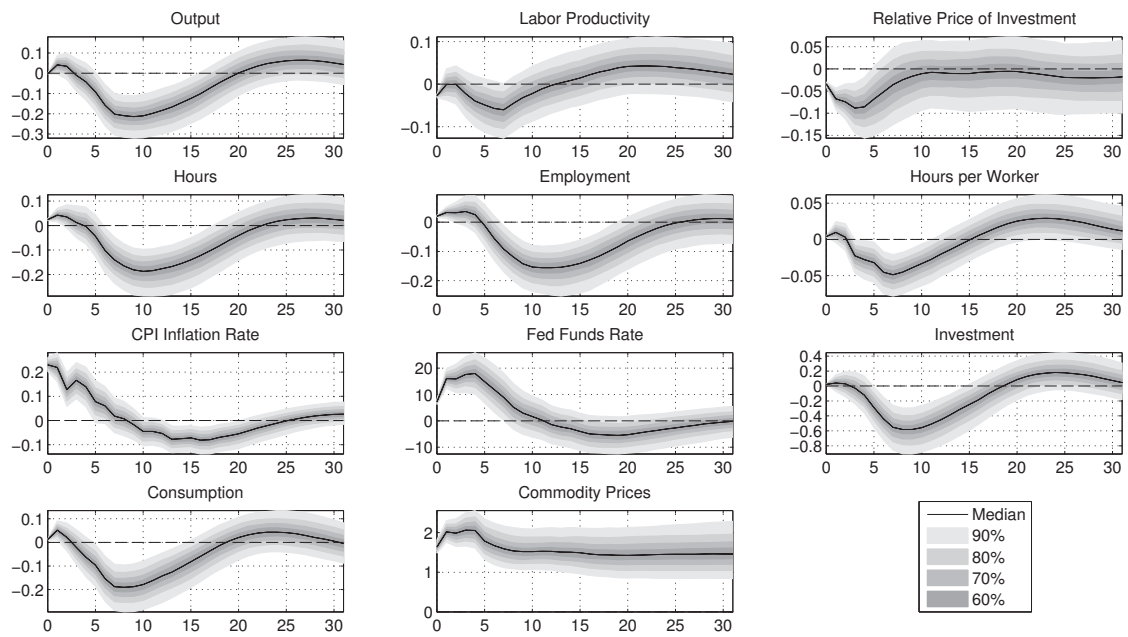 Output
Labor Productivity
Relative Price of Investment
0.1
0
−0.1
−0.2
−0.3
0 5 10 15 20 25 30
0.1
0
−0.1
0 5 10 15 20 25 30
0.05
0
−0.05
−0.1
−0.15
0 5 10 15 20 25 30
Hours
Employment
Hours per Worker
0.1
0
−0.1
−0.2
0 5 10 15 20 25 30
0
−0.1
−0.2
0 5 10 15 20 25 30
0.05
0
−0.05
0 5 10 15 20 25 30
CPI Inflation Rate
Fed Funds Rate
Investment
0.2
0.1
0
−0.1
0 5 10 15 20 25 30
20
10
0
−10
0 5 10 15 20 25 30
0.4
0.2
0
−0.2
−0.4
−0.6
−0.8
0 5 10 15 20 25 30
Consumption
Commodity Prices
0.1
0
−0.1
−0.2
0 5 10 15 20 25 30
2
1
0
0 5 10 15 20 25 30
Median
90%
80%
70%
60%